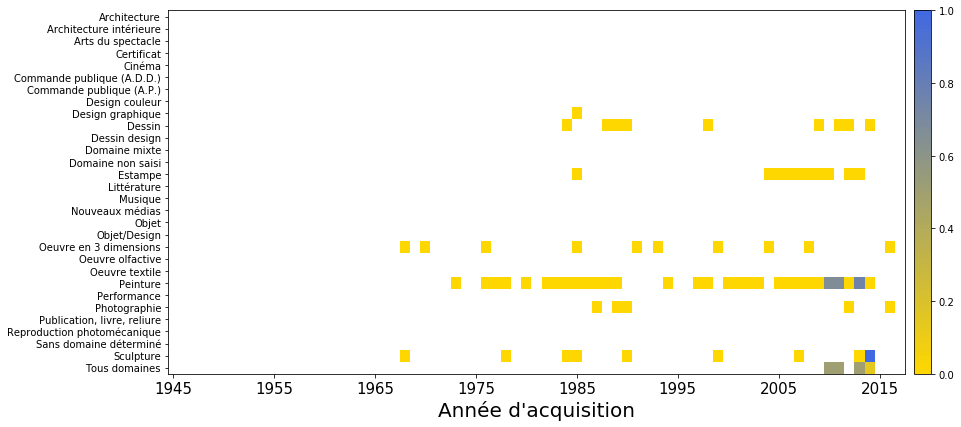 Architecture
Architecture intérieure
Arts du spectacle
Certificat
Cinéma
Commande publique (A.D.D.)
Commande publique (A.P.)
Design couleur
Design graphique
Dessin
Dessin design
Domaine mixte
Domaine non saisi
Estampe
Littérature
Musique
Nouveaux médias
Objet
Objet/Design
Oeuvre en 3 dimensions
Oeuvre olfactive
Oeuvre textile
Peinture
Performance
Photographie
Publication, livre, reliure
Reproduction photomécanique
Sans domaine déterminé
Sculpture
Tous domaines
1945 1955 1965 1975 1985 1995 2005 2015
Année d'acquisition
1.0
0.8
0.6
0.4
0.2
0.0